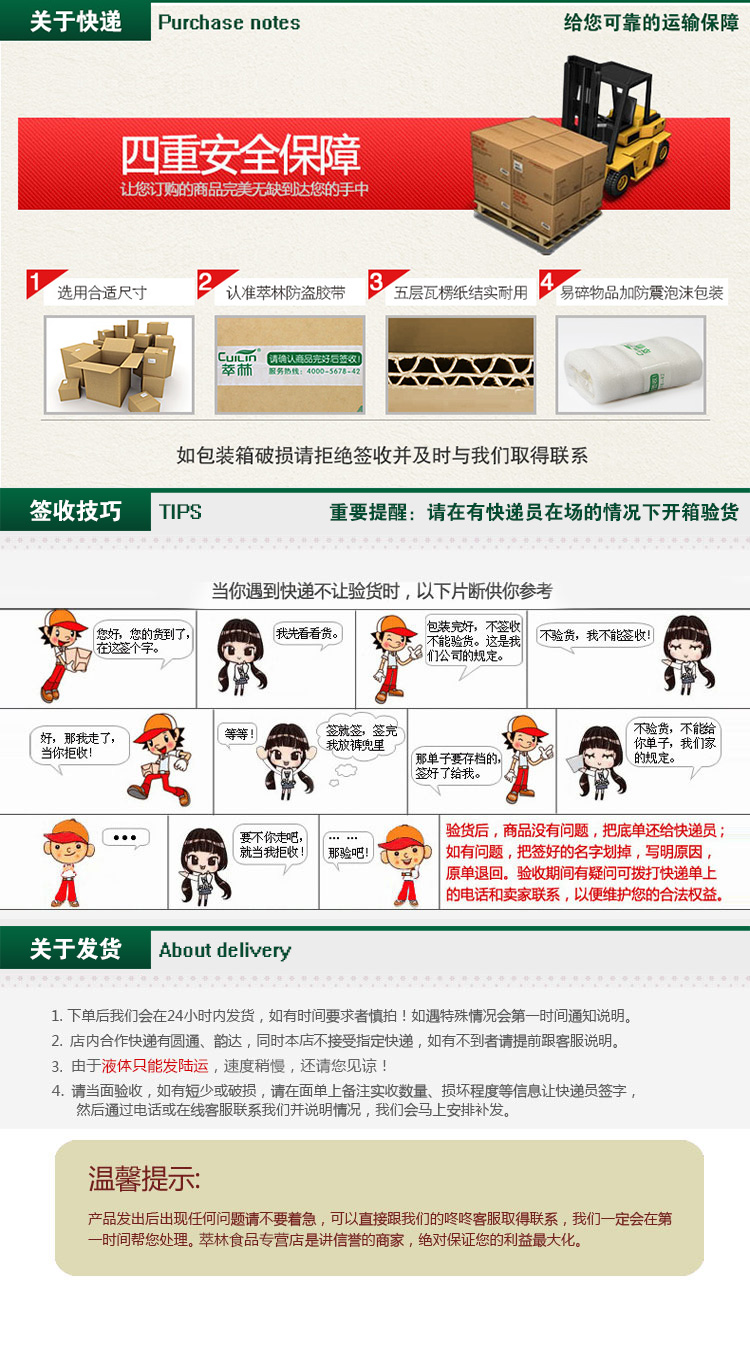 关于快递 Purchase notes 给您可靠的运输保障
四重安全保障
让您订购的商品完美无缺到达您的手中
1 选用合适尺寸
2 认准萃林防盗胶带
3 五层瓦楞纸结实耐用
4 易碎物品加防震泡沫包装
CUILIN®
萃林
请确认商品完好后签收!
服务热线：4000-5678-42
如包装箱破损请拒绝签收并及时与我们取得联系
签收技巧 TIPS 重要提醒：请在有快递员在场的情况下开箱验货
当你遇到快递不让验货时，以下片断供你参考
您好，您的货到了，
在这签个字。
我先看看货。
包装完好，不签收
不能验货。这是我
们公司的规定。
不验货，我不能签收!
好，那我走了，
当你拒收!
等等!
签就签，签完
我放裤兜里
那单子要存档的，
签好了给我。
不验货，不能给
你单子，我们家
的规定。
•••
要不你走吧，
就当我拒收!
... ...
那验吧!
验货后，商品没有问题，把底单还给快递员；
如有问题，把签好的名字划掉，写明原因，
原单退回。验收期间有疑问可拨打快递单上
的电话和卖家联系，以便维护您的合法权益。
关于发货 About delivery
1. 下单后我们会在24小时内发货，如有时间要求者慎拍！如遇特殊情况会第一时间通知说明。
2. 店内合作快递有圆通、韵达，同时本店不接受指定快递，如有不到者请提前跟客服说明。
3. 由于液体只能发陆运，速度稍慢，还请您见谅！
4. 请当面验收，如有短少或破损，请在面单上备注实收数量、损坏程度等信息让快递员签字，
然后通过电话或在线客服联系我们并说明情况，我们会马上安排补发。
温馨提示:
产品发出后出现任何问题请不要着急，可以直接跟我们的咚咚客服取得联系，我们一定会在第
一时间帮您处理。萃林食品专营店是讲信誉的商家，绝对保证您的利益最大化。